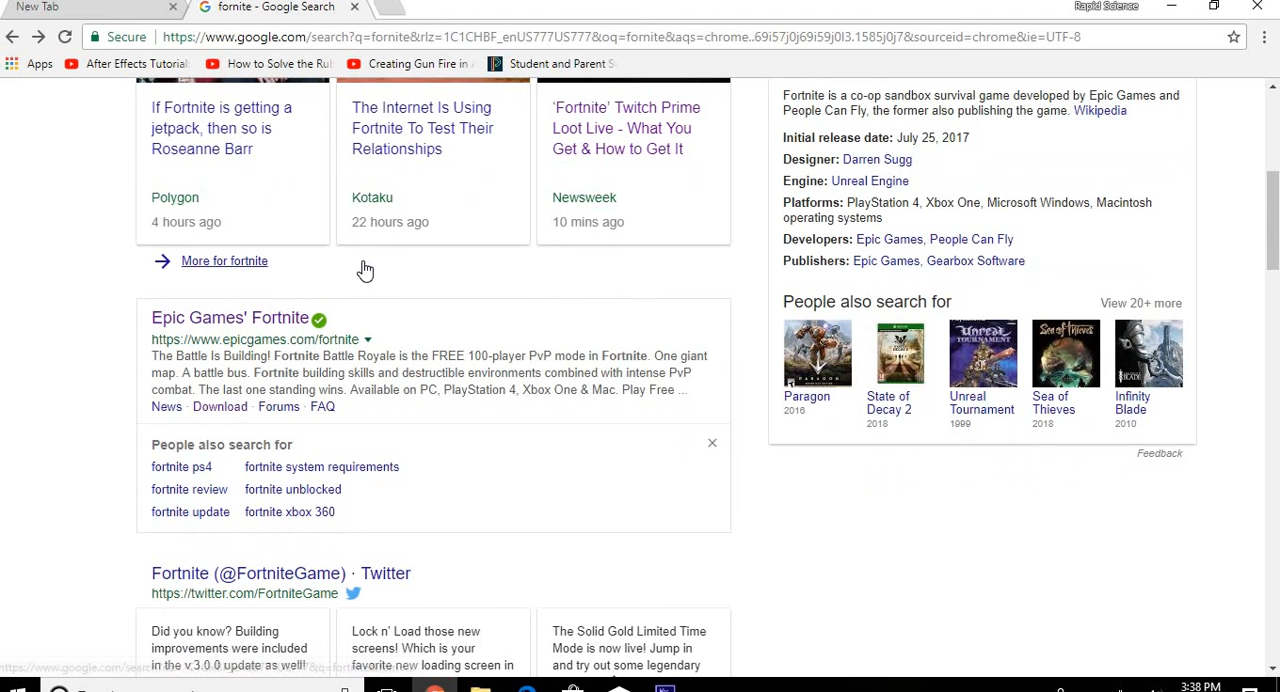 New Tab
fornite - Google Search
Rapid Science
Secure
https://www.google.com/search?q=fornite&rlz=1C1CHBF_enUS777US777&oq=fornite&aqs=chrome..69i57j0j69i59j0l3.1585j0j7&sourceid=chrome&ie=UTF-8
Apps
After Effects Tutorial
How to Solve the Ru
Creating Gun Fire in
Student and Parent S
If Fortnite is getting a
jetpack, then so is
Roseanne Barr
Polygon
4 hours ago
The Internet Is Using
Fortnite To Test Their
Relationships
Kotaku
22 hours ago
'Fortnite' Twitch Prime
Loot Live - What You
Get & How to Get It
Newsweek
10 mins ago
More for fortnite
Epic Games' Fortnite
https://www.epicgames.com/fortnite
The Battle Is Building! Fortnite Battle Royale is the FREE 100-player PvP mode in Fortnite. One giant
map. A battle bus. Fortnite building skills and destructible environments combined with intense PvP
combat. The last one standing wins. Available on PC, PlayStation 4, Xbox One & Mac. Play Free ...
News · Download · Forums · FAQ
People also search for
fortnite ps4
fortnite system requirements
fortnite review
fortnite unblocked
fortnite update
fortnite xbox 360
Fortnite (@FortniteGame) · Twitter
https://twitter.com/FortniteGame
Did you know? Building
improvements were included
in the v.3.0.0 update as well!
Lock n' Load those new
screens! Which is your
favorite new loading screen in
The Solid Gold Limited Time
Mode is now live! Jump in
and try out some legendary
Fortnite is a co-op sandbox survival game developed by Epic Games and
People Can Fly, the former also publishing the game. Wikipedia
Initial release date: July 25, 2017
Designer: Darren Sugg
Engine: Unreal Engine
Platforms: PlayStation 4, Xbox One, Microsoft Windows, Macintosh
operating systems
Developers: Epic Games, People Can Fly
Publishers: Epic Games, Gearbox Software
People also search for
View 20+ more
Paragon
2016
State of
Decay 2
2018
Unreal
Tournament
1999
Sea of
Thieves
2018
Infinity
Blade
2010
Feedback
3:38 PM